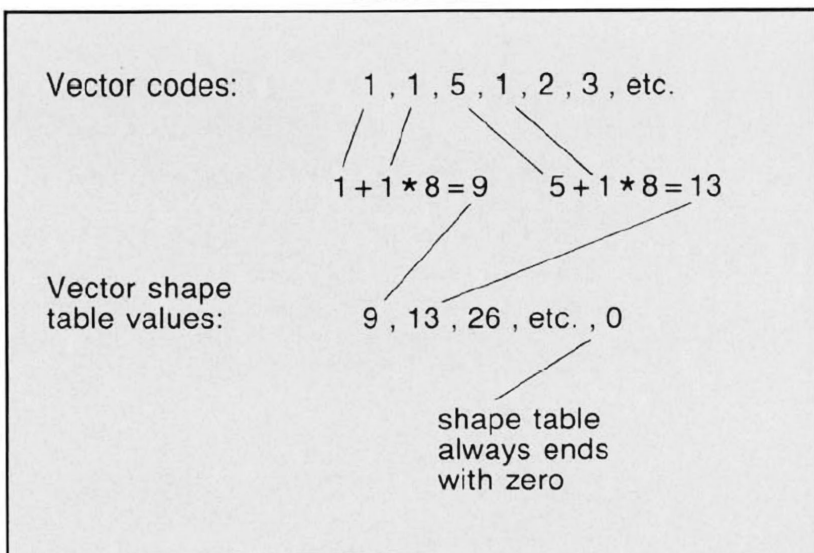 Vector codes: 1 , 1 , 5 , 1 , 2 , 3 , etc.
1 + 1 * 8 = 9 5 + 1 * 8 = 13
Vector shape
table values: 9 , 13 , 26 , etc. , 0
shape table
always ends
with zero